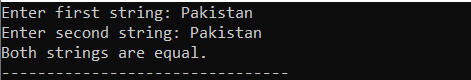 Enter first string: Pakistan
Enter second string: Pakistan
Both strings are equal.
--------------------------------